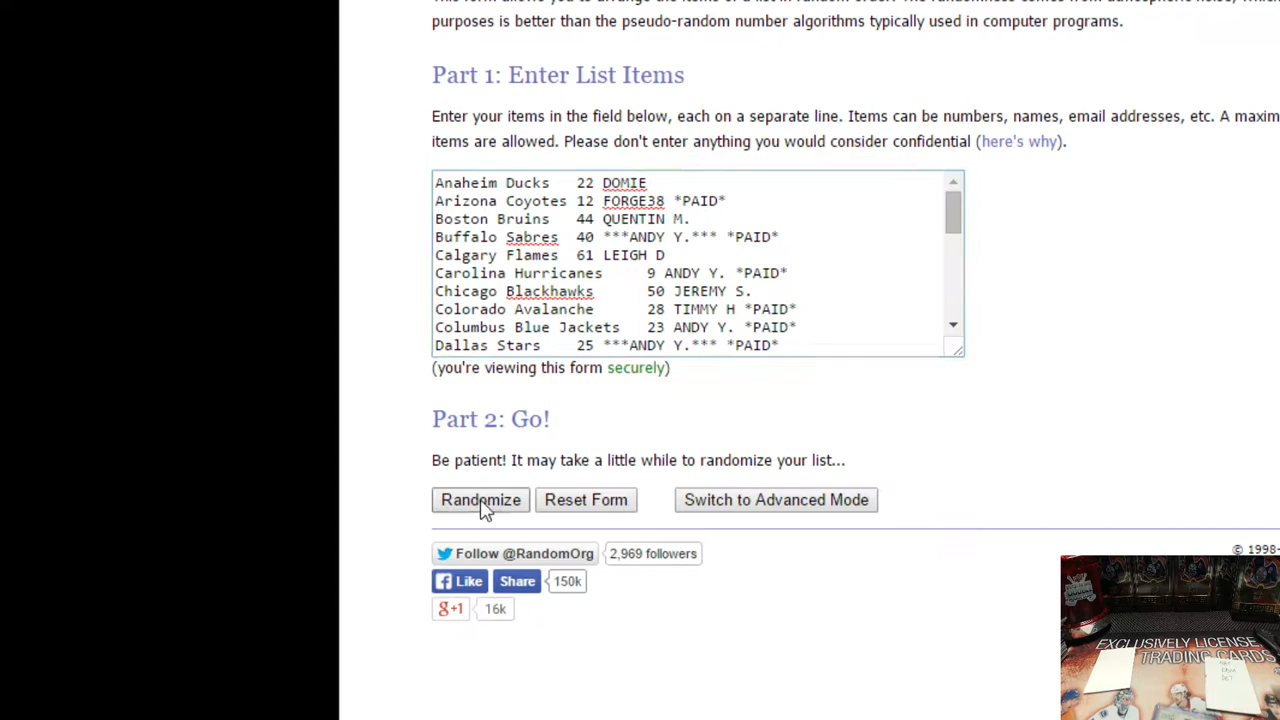 purposes is better than the pseudo-random number algorithms typically used in computer programs.
Part 1: Enter List Items
Enter your items in the field below, each on a separate line. Items can be numbers, names, email addresses, etc. A maxim
items are allowed. Please don't enter anything you would consider confidential (here's why).
Anaheim Ducks 22 DOMIE
Arizona Coyotes 12 FORGE38 *PAID*
Boston Bruins 44 QUENTIN M.
Buffalo Sabres 40 ***ANDY Y.*** *PAID*
Calgary Flames 61 LEIGH D
Carolina Hurricanes 9 ANDY Y. *PAID*
Chicago Blackhawks 50 JEREMY S.
Colorado Avalanche 28 TIMMY H *PAID*
Columbus Blue Jackets 23 ANDY Y. *PAID*
Dallas Stars 25 ***ANDY Y.*** *PAID*
(you're viewing this form securely)
Part 2: Go!
Be patient! It may take a little while to randomize your list...
Randomize Reset Form Switch to Advanced Mode
Follow @RandomOrg 2,969 followers
© 1998-
Like Share 150k
g+1 16k
EXCLUSIVELY LICENSE
TRADING CARDS